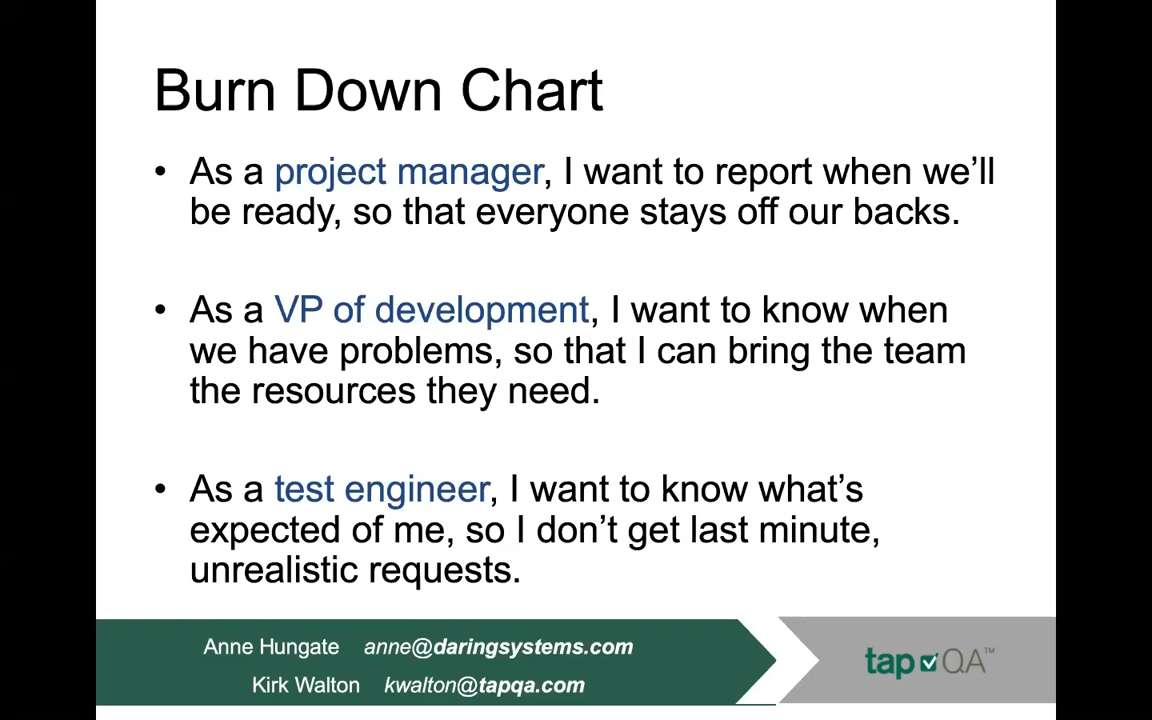 Burn Down Chart
• As a project manager, I want to report when we’ll
be ready, so that everyone stays off our backs.
• As a VP of development, I want to know when
we have problems, so that I can bring the team
the resources they need.
• As a test engineer, I want to know what’s
expected of me, so I don’t get last minute,
unrealistic requests.
Anne Hungate anne@daringsystems.com
Kirk Walton kwalton@tapqa.com
tap QA™